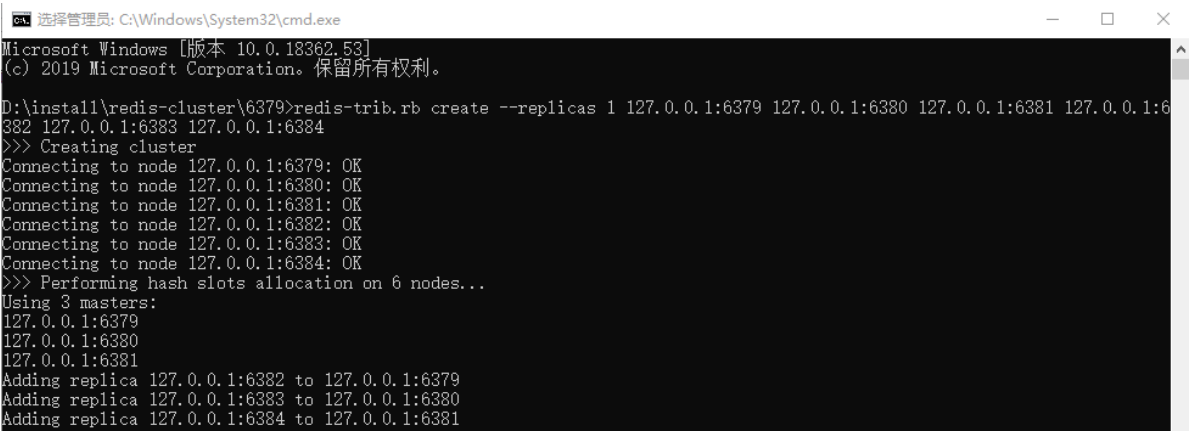 选择管理员: C:\Windows\System32\cmd.exe
Microsoft Windows [版本 10.0.18362.53]
(c) 2019 Microsoft Corporation。保留所有权利。
D:\install\redis-cluster\6379>redis-trib.rb create --replicas 1 127.0.0.1:6379 127.0.0.1:6380 127.0.0.1:6381 127.0.0.1:6
382 127.0.0.1:6383 127.0.0.1:6384
>>> Creating cluster
Connecting to node 127.0.0.1:6379: OK
Connecting to node 127.0.0.1:6380: OK
Connecting to node 127.0.0.1:6381: OK
Connecting to node 127.0.0.1:6382: OK
Connecting to node 127.0.0.1:6383: OK
Connecting to node 127.0.0.1:6384: OK
>>> Performing hash slots allocation on 6 nodes...
Using 3 masters:
127.0.0.1:6379
127.0.0.1:6380
127.0.0.1:6381
Adding replica 127.0.0.1:6382 to 127.0.0.1:6379
Adding replica 127.0.0.1:6383 to 127.0.0.1:6380
Adding replica 127.0.0.1:6384 to 127.0.0.1:6381